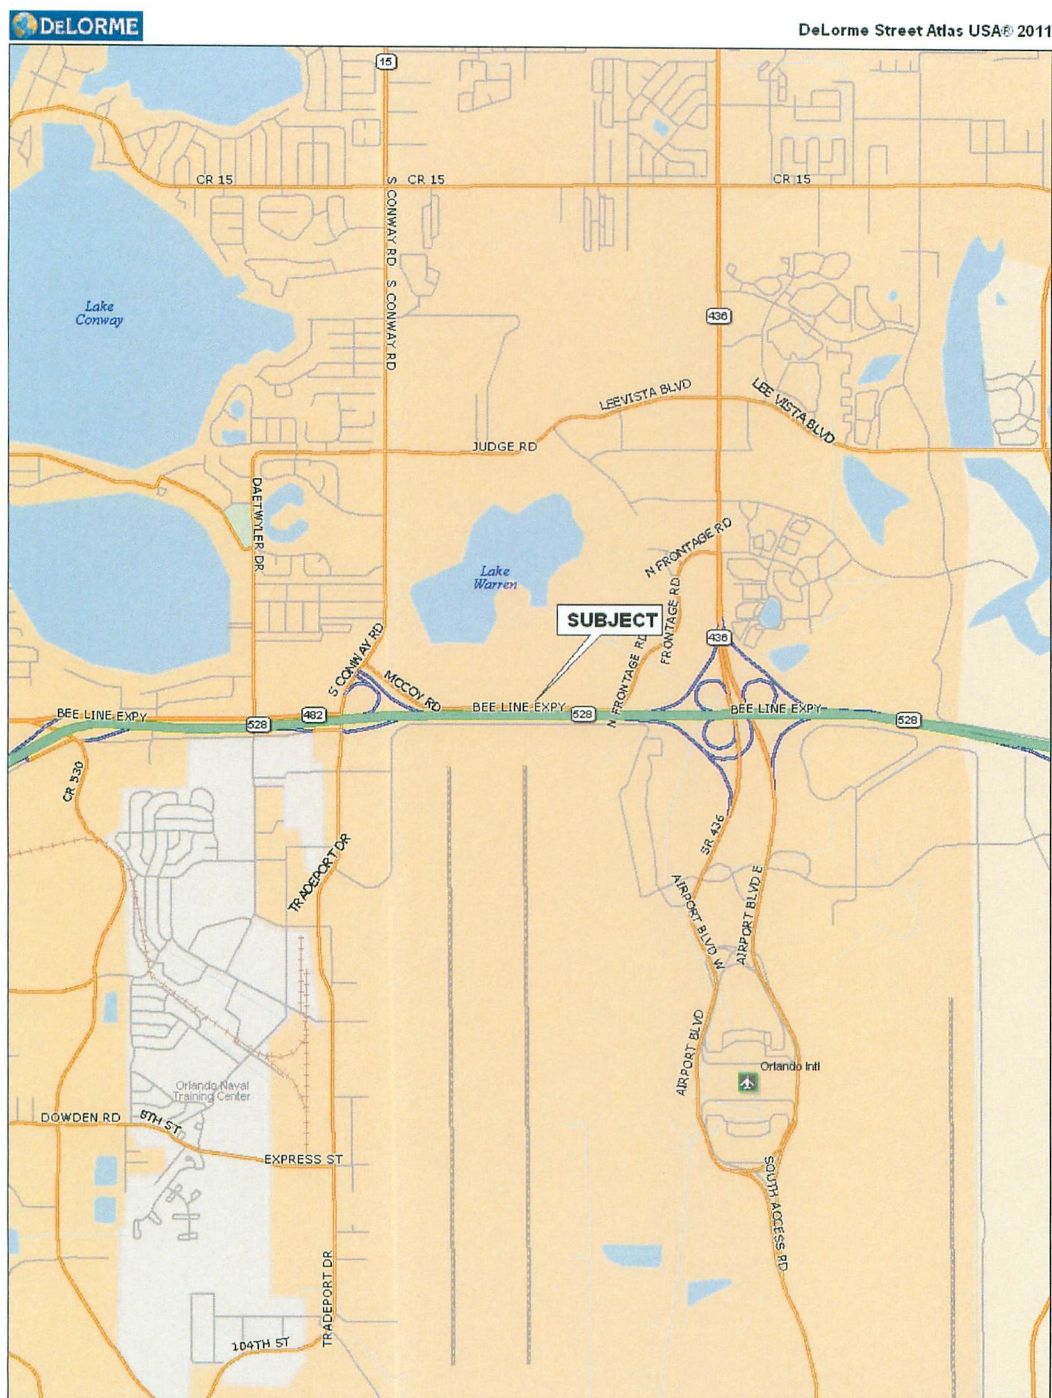 DELORME
DeLorme Street Atlas USA® 2011
15
CR 15
CR 15
CR 15
S CONWAY RD
S CONWAY RD
Lake
Conway
436
LEEVISTA BLVD
LEE VISTA BLVD
JUDGE RD
DAETWYLER DR
N FRONTAGE RD
Lake
Warren
FRONTAGE RD
SUBJECT
436
S CONWAY RD
N FRONTAGE RD
MCCOY RD
BEE LINE EXPY
528
482
BEE LINE EXPY
528
BEE LINE EXPY
528
CR 530
SR 436
TRADEPORT DR
AIRPORT BLVD W
AIRPORT BLVD E
AIRPORT BLVD
Orlando Intl
Orlando Naval
Training Center
DOWDEN RD
8TH ST
EXPRESS ST
SOUTH ACCESS RD
TRADEPORT DR
104TH ST